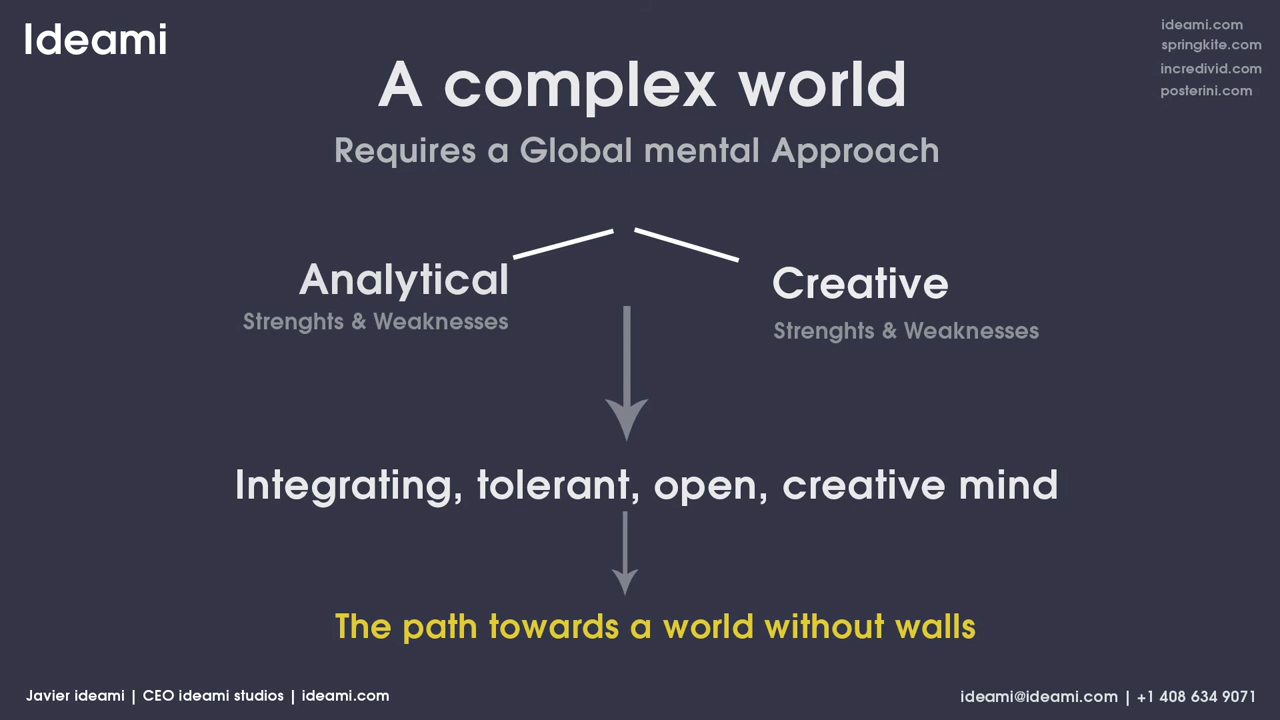 Ideami
ideami.com
springkite.com
incredivid.com
posterini.com
A complex world
Requires a Global mental Approach
Analytical
Strenghts & Weaknesses
Creative
Strenghts & Weaknesses
Integrating, tolerant, open, creative mind
The path towards a world without walls
Javier ideami | CEO ideami studios | ideami.com
ideami@ideami.com | +1 408 634 9071